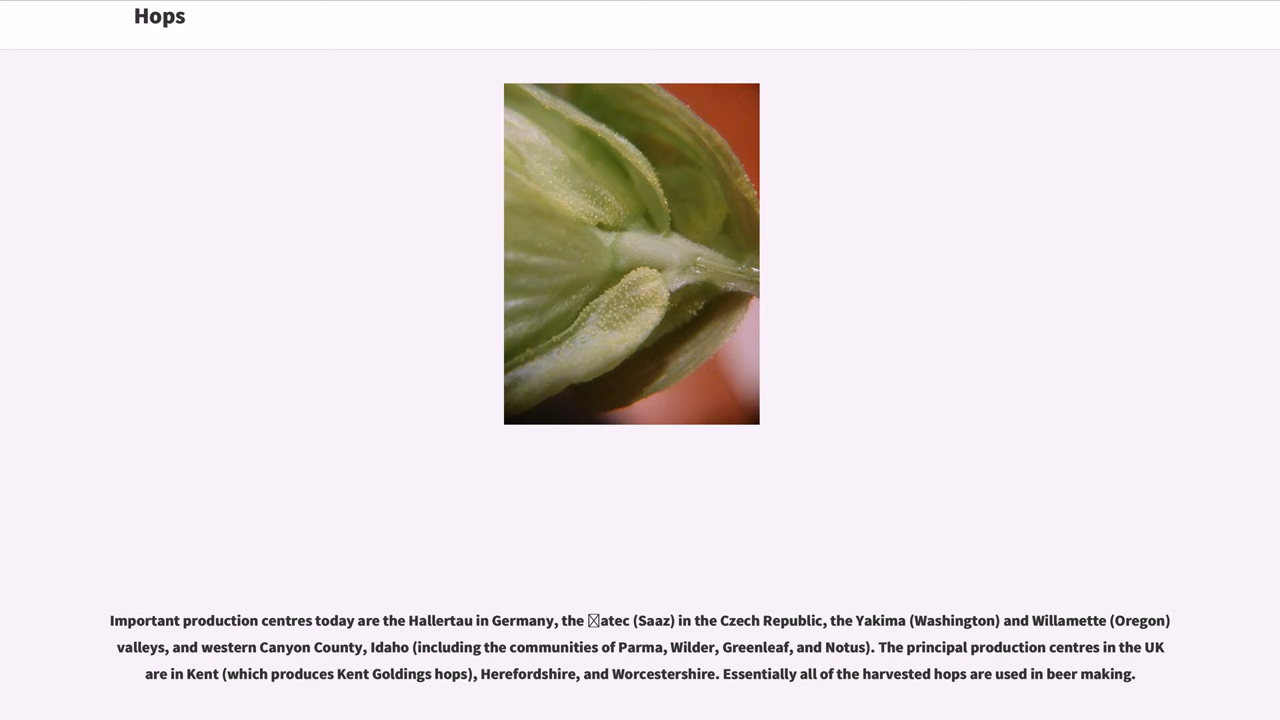 Hops
Important production centres today are the Hallertau in Germany, the (Saaz) in the Czech Republic, the Yakima (Washington) and Willamette (Oregon)
valleys, and western Canyon County, Idaho (including the communities of Parma, Wilder, Greenleaf, and Notus). The principal production centres in the UK
are in Kent (which produces Kent Goldings hops), Herefordshire, and Worcestershire. Essentially all of the harvested hops are used in beer making.